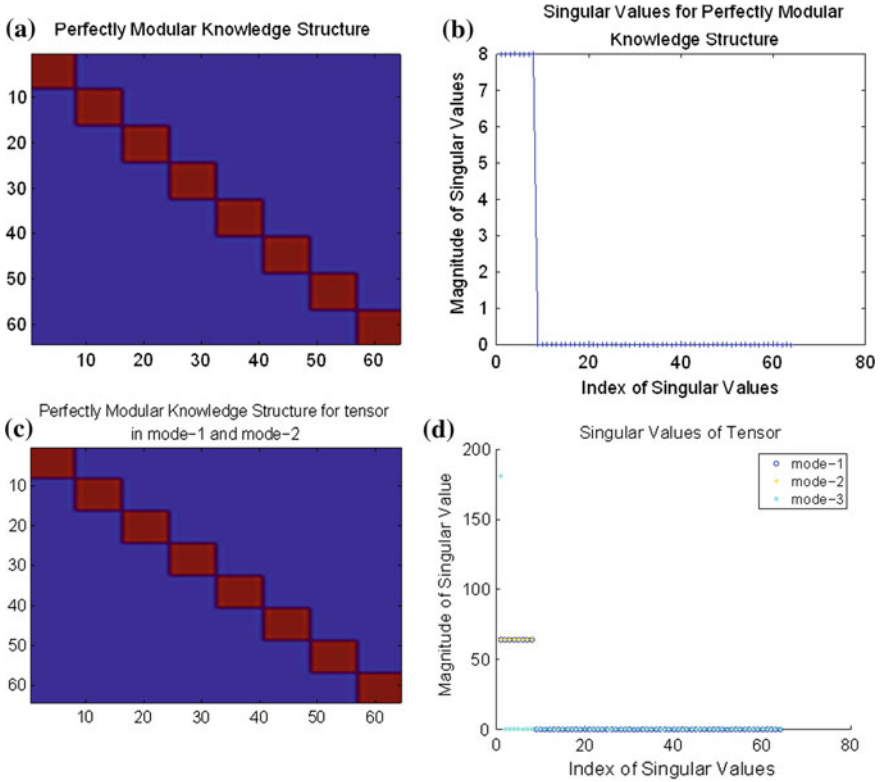 (a)
Perfectly Modular Knowledge Structure
10
20
30
40
50
60
10 20 30 40 50 60
(b)
Singular Values for Perfectly Modular
Knowledge Structure
Magnitude of Singular Values
8
7
6
5
4
3
2
1
0
0 20 40 60 80
Index of Singular Values
(c)
Perfectly Modular Knowledge Structure for tensor
in mode-1 and mode-2
10
20
30
40
50
60
10 20 30 40 50 60
(d)
Singular Values of Tensor
Magnitude of Singular Value
200
150
100
50
0
mode-1
mode-2
mode-3
0 20 40 60 80
Index of Singular Values